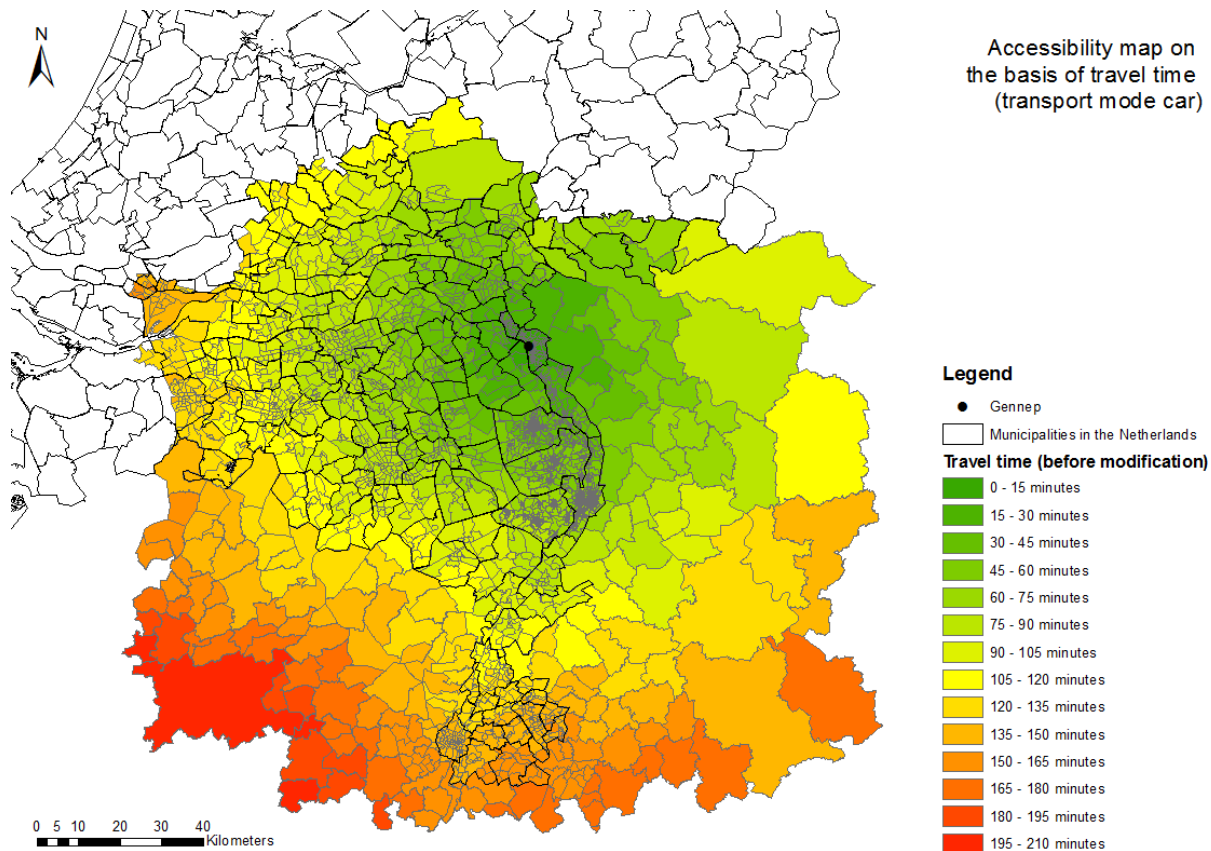 N
Accessibility map on
the basis of travel time
(transport mode car)
Legend
Gennep
Municipalities in the Netherlands
Travel time (before modification)
0 - 15 minutes
15 - 30 minutes
30 - 45 minutes
45 - 60 minutes
60 - 75 minutes
75 - 90 minutes
90 - 105 minutes
105 - 120 minutes
120 - 135 minutes
135 - 150 minutes
150 - 165 minutes
165 - 180 minutes
180 - 195 minutes
195 - 210 minutes
0 5 10 20 30 40
Kilometers